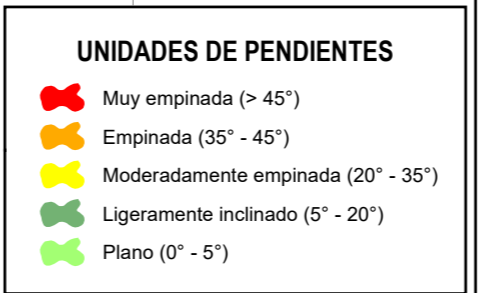 UNIDADES DE PENDIENTES
Muy empinada (> 45°)
Empinada (35° - 45°)
Moderadamente empinada (20° - 35°)
Ligeramente inclinado (5° - 20°)
Plano (0° - 5°)